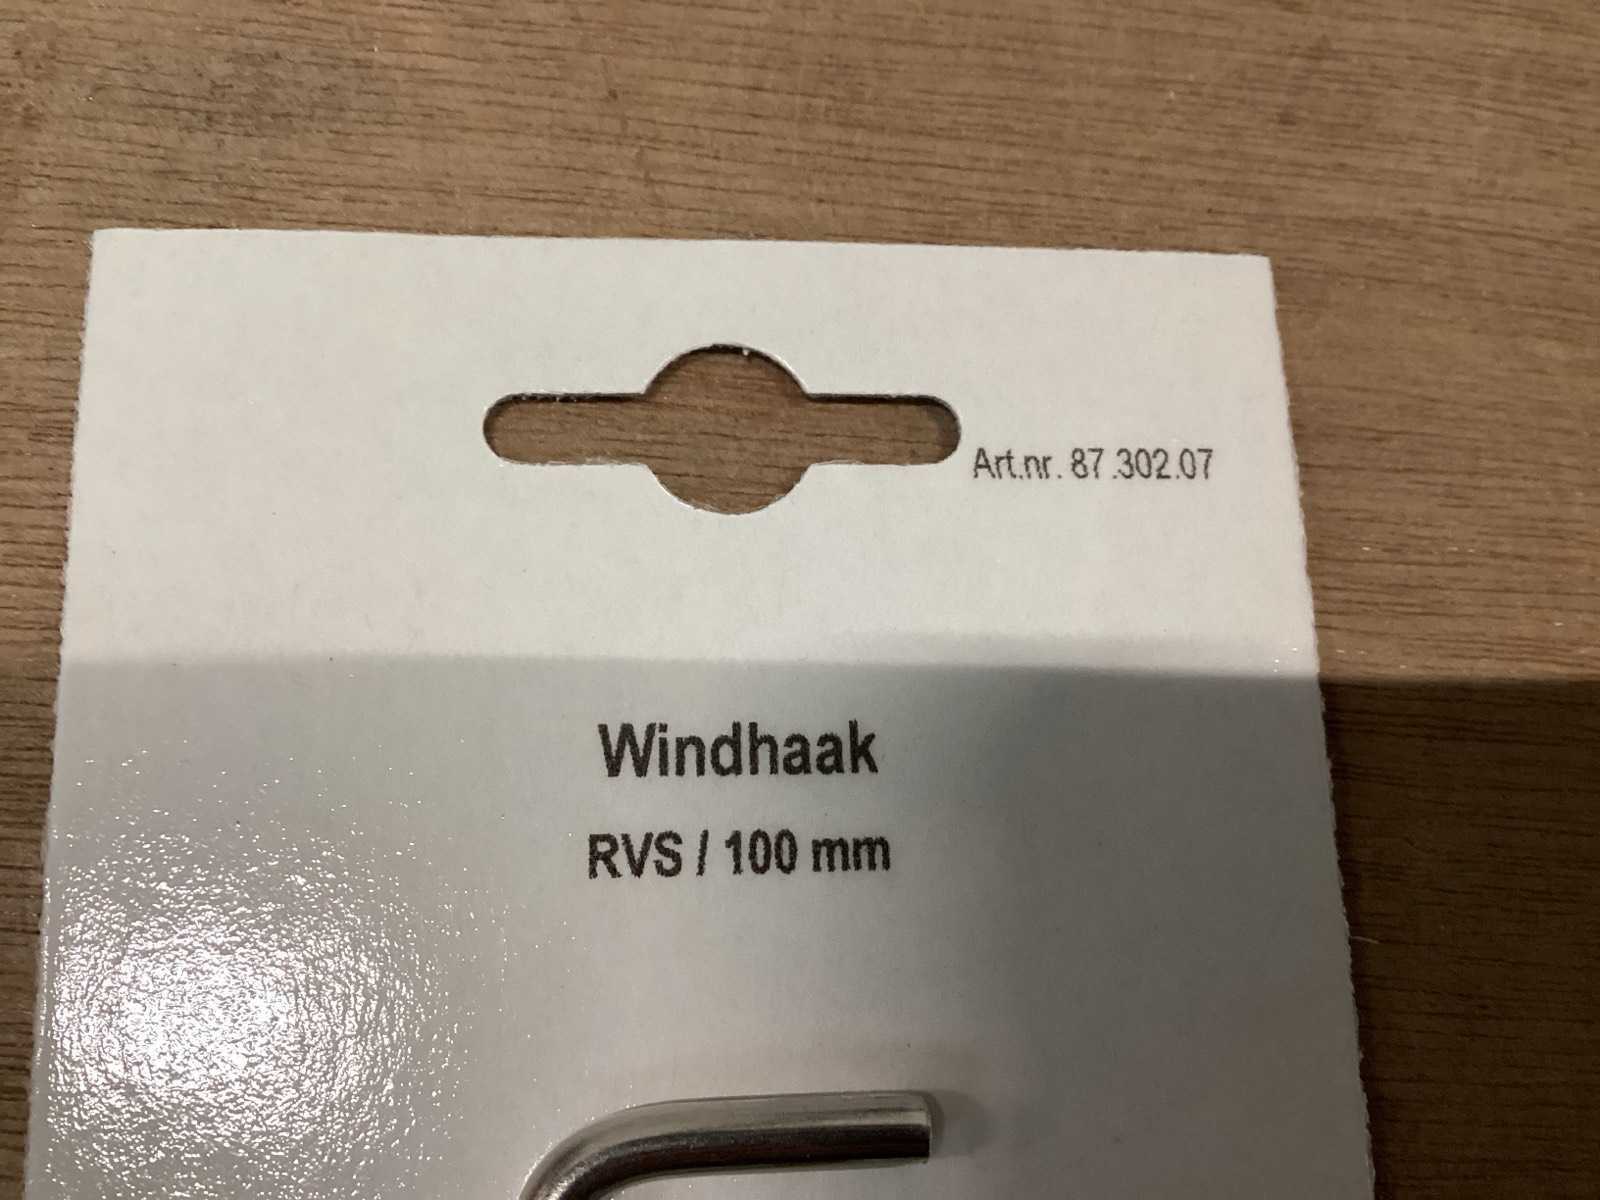 Art.nr. 87.302.07
Windhaak
RVS / 100 mm